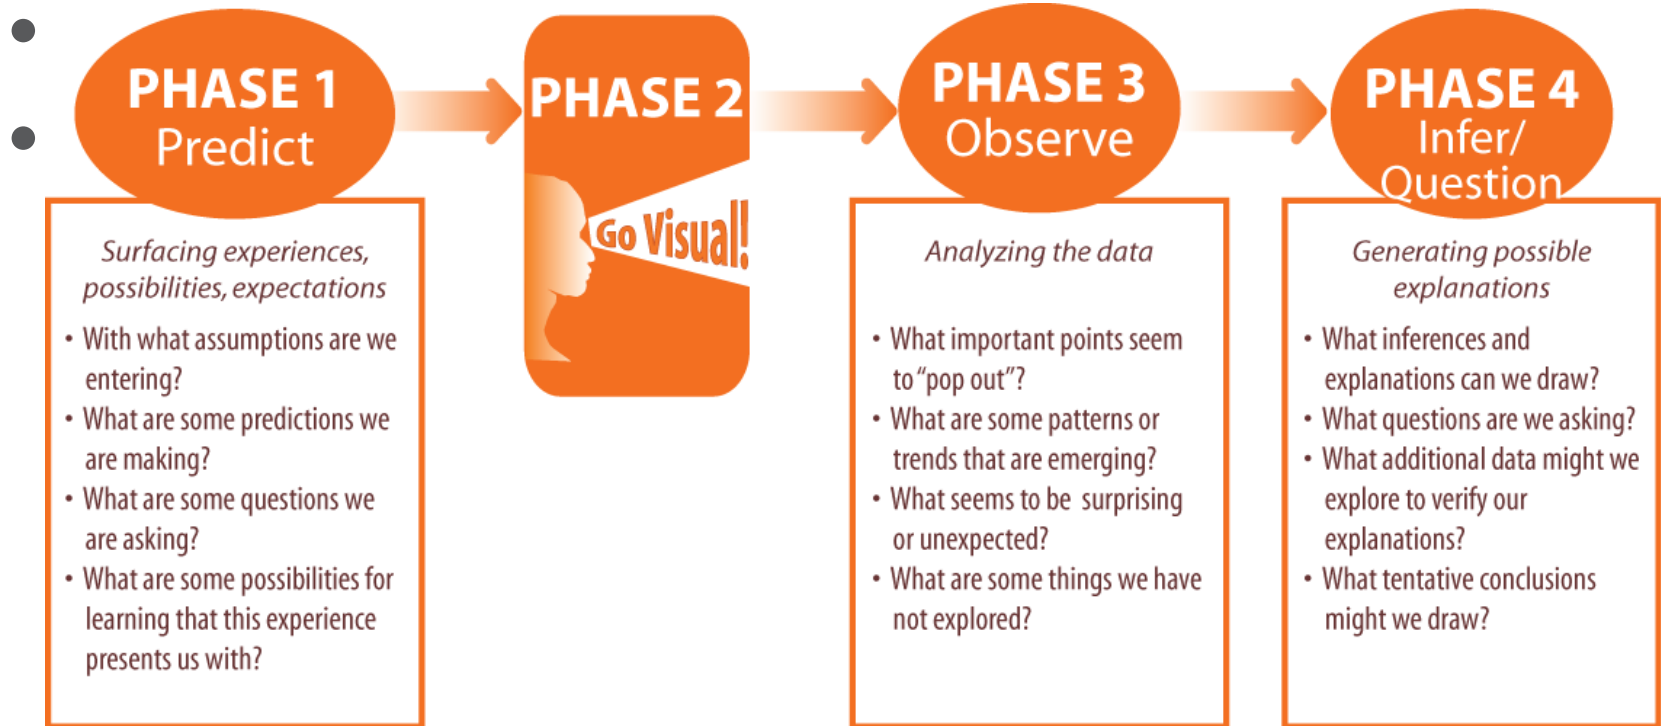 PHASE 1
Predict
Surfacing experiences,
possibilities, expectations
• With what assumptions are we
entering?
• What are some predictions we
are making?
• What are some questions we
are asking?
• What are some possibilities for
learning that this experience
presents us with?
PHASE 2
Go Visual!
PHASE 3
Observe
Analyzing the data
• What important points seem
to “pop out”?
• What are some patterns or
trends that are emerging?
• What seems to be surprising
or unexpected?
• What are some things we have
not explored?
PHASE 4
Infer/
Question
Generating possible
explanations
• What inferences and
explanations can we draw?
• What questions are we asking?
• What additional data might we
explore to verify our
explanations?
• What tentative conclusions
might we draw?